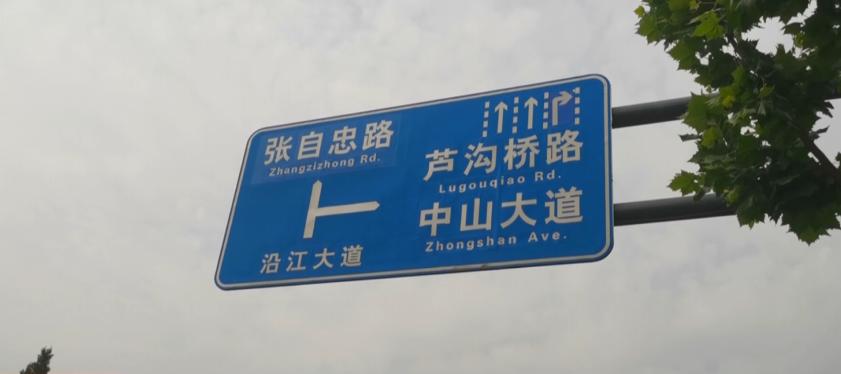 张自忠路
Zhangzizhong Rd.
沿江大道
芦沟桥路
Lugouqiao Rd.
中山大道
Zhongshan Ave.